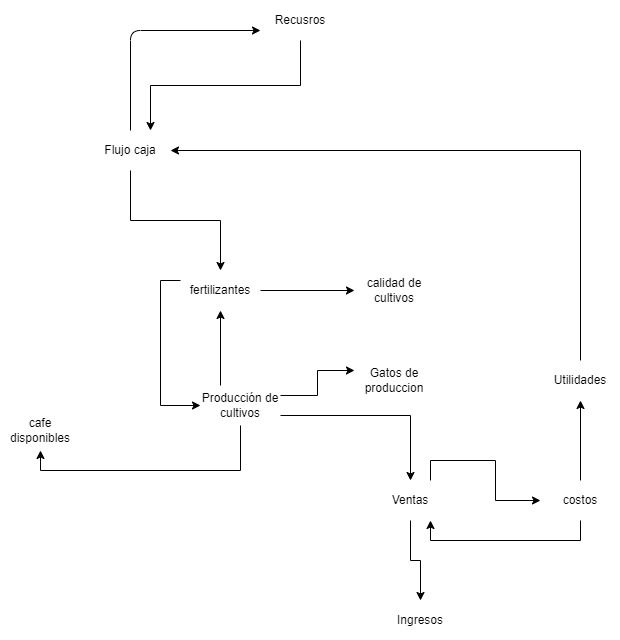 Recusros
Flujo caja
fertilizantes
calidad de
cultivos
Gatos de
produccion
Utilidades
Producción de
cultivos
cafe
disponibles
Ventas
costos
Ingresos